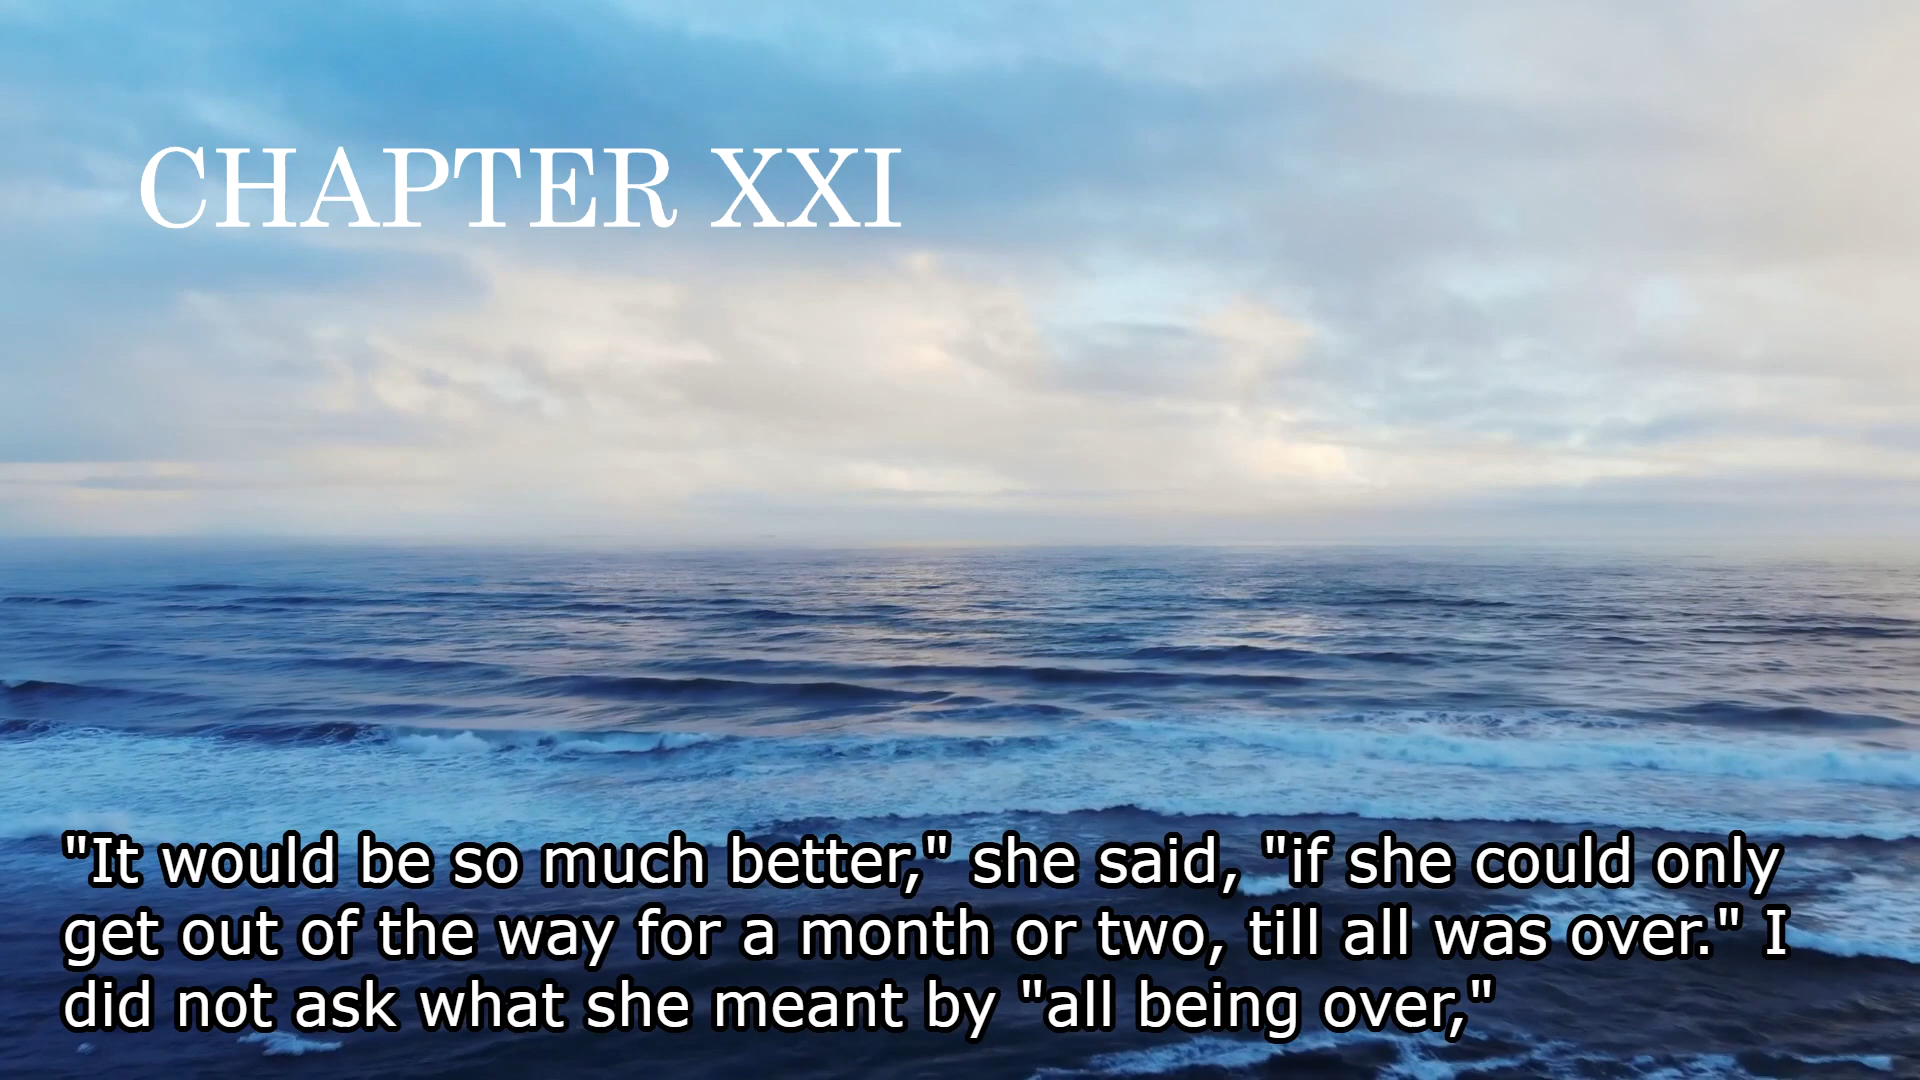 CHAPTER XXI
"It would be so much better," she said, "if she could only
get out of the way for a month or two, till all was over." I
did not ask what she meant by "all being over,"